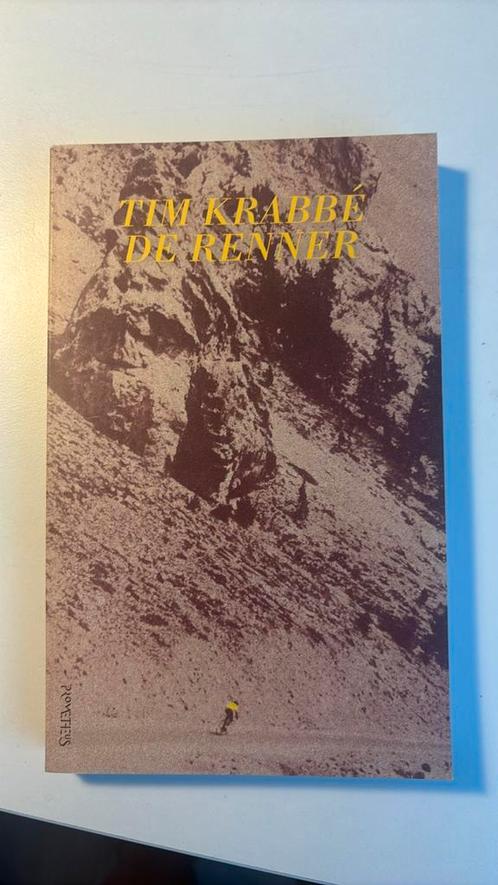 TIM KRABBÉ
DE RENNER
PROMETHEUS